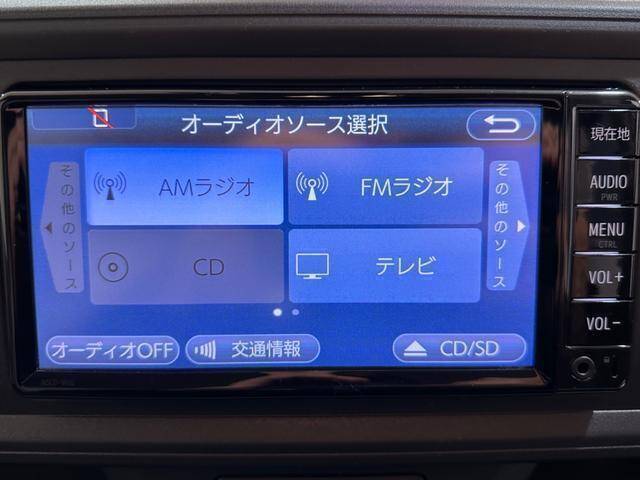 オーディオソース選択
その他のソース
AMラジオ
FMラジオ
その他のソース
CD
テレビ
オーディオOFF
交通情報
CD/SD
現在地
AUDIO
PWR
MENU
CTRL
VOL+
VOL-